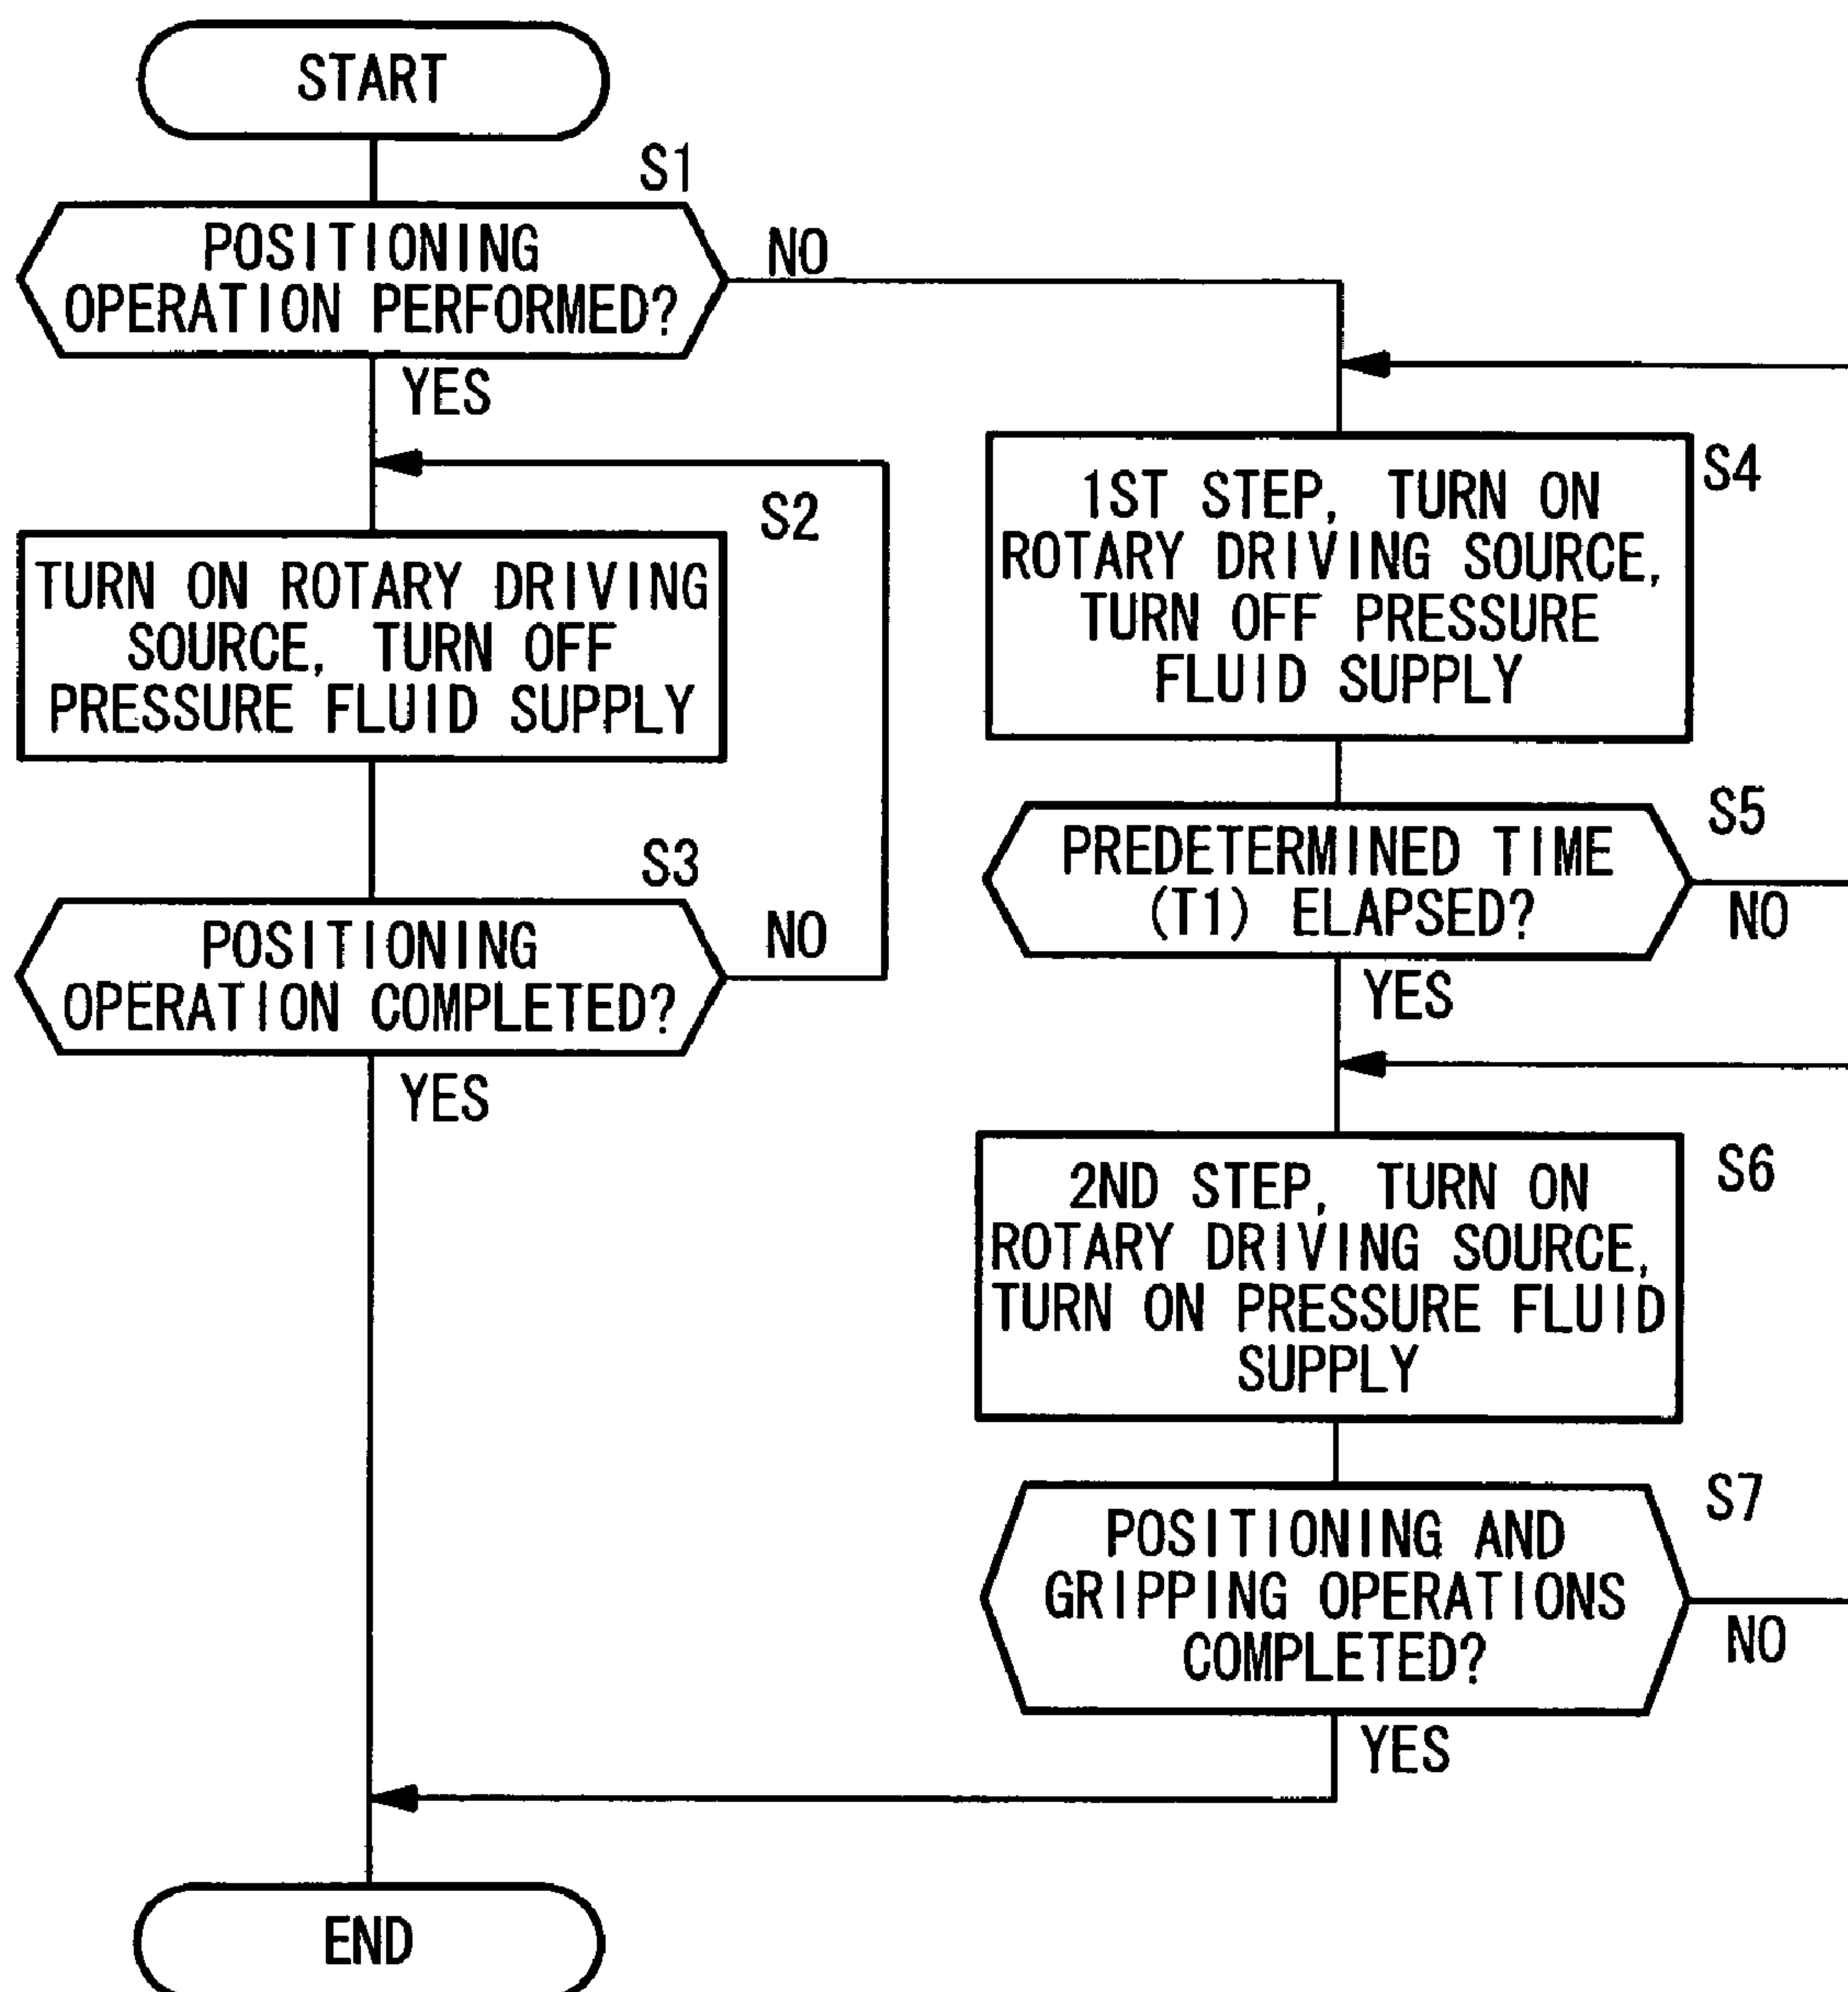 START
S1
POSITIONING
OPERATION PERFORMED?
NO
YES
S2
TURN ON ROTARY DRIVING
SOURCE, TURN OFF
PRESSURE FLUID SUPPLY
S3
POSITIONING
OPERATION COMPLETED?
NO
YES
S4
1ST STEP, TURN ON
ROTARY DRIVING SOURCE,
TURN OFF PRESSURE
FLUID SUPPLY
S5
PREDETERMINED TIME
(T1) ELAPSED?
NO
YES
S6
2ND STEP, TURN ON
ROTARY DRIVING SOURCE,
TURN ON PRESSURE FLUID
SUPPLY
S7
POSITIONING AND
GRIPPING OPERATIONS
COMPLETED?
NO
YES
END